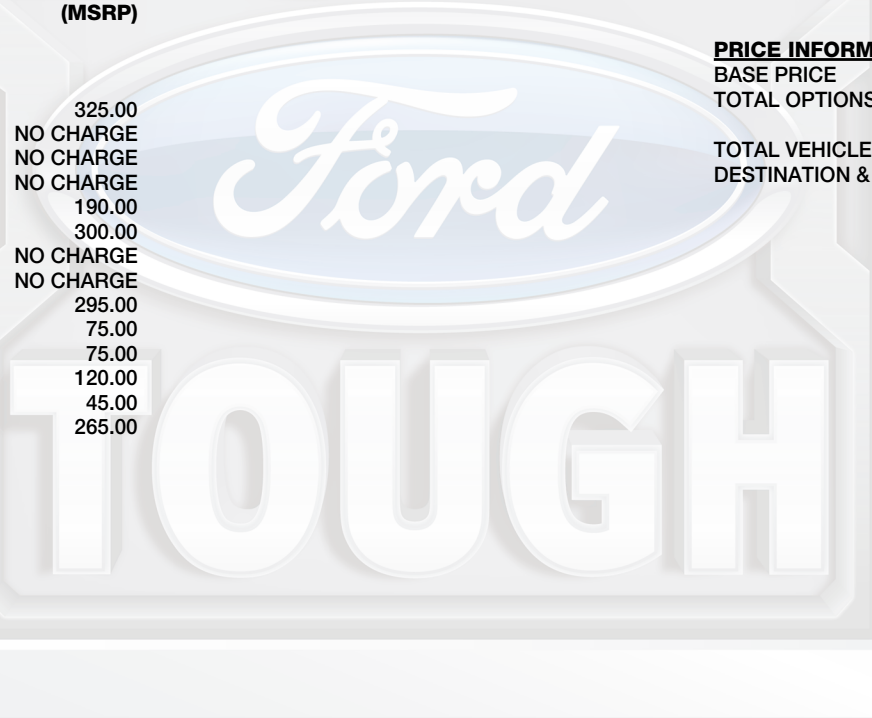 (MSRP)
325.00
NO CHARGE
NO CHARGE
NO CHARGE
190.00
300.00
NO CHARGE
NO CHARGE
295.00
75.00
75.00
120.00
45.00
265.00
PRICE INFORM
BASE PRICE
TOTAL OPTIONS
TOTAL VEHICLE
DESTINATION &
Ford
TOUGH